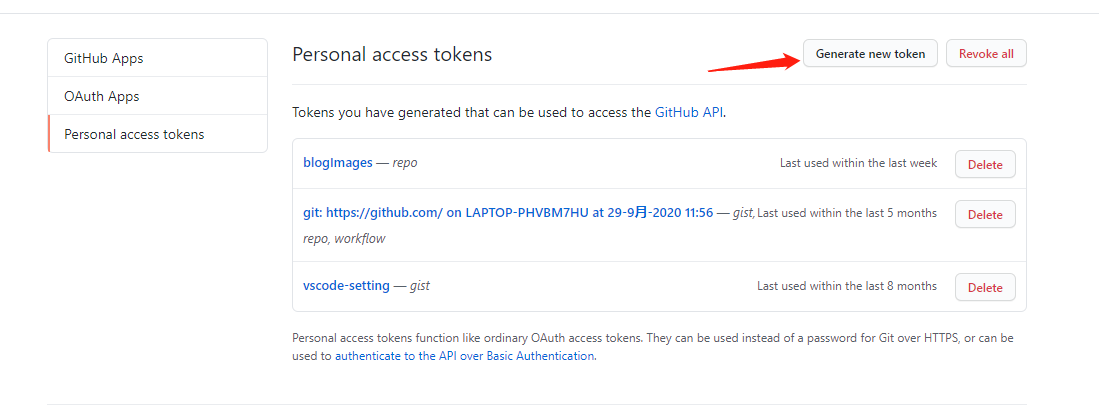 GitHub Apps
OAuth Apps
Personal access tokens
Personal access tokens
Generate new token
Revoke all
Tokens you have generated that can be used to access the GitHub API.
blogImages — repo
Last used within the last week
Delete
git: https://github.com/ on LAPTOP-PHVBM7HU at 29-9月-2020 11:56 — gist,
repo, workflow
Last used within the last 5 months
Delete
vscode-setting — gist
Last used within the last 8 months
Delete
Personal access tokens function like ordinary OAuth access tokens. They can be used instead of a password for Git over HTTPS, or can be
used to authenticate to the API over Basic Authentication.